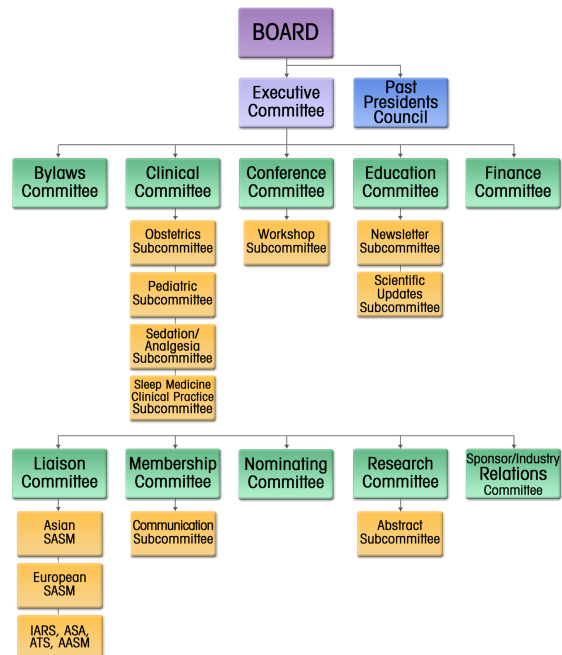 BOARD
Executive
Committee
Past
Presidents
Council
Bylaws
Committee
Clinical
Committee
Conference
Committee
Education
Committee
Finance
Committee
Obstetrics
Subcommittee
Pediatric
Subcommittee
Sedation/
Analgesia
Subcommittee
Sleep Medicine
Clinical Practice
Subcommittee
Workshop
Subcommittee
Newsletter
Subcommittee
Scientific
Updates
Subcommittee
Liaison
Committee
Membership
Committee
Nominating
Committee
Research
Committee
Sponsor/Industry
Relations
Committee
Asian
SASM
European
SASM
IARS, ASA,
ATS, AASM
Communication
Subcommittee
Abstract
Subcommittee